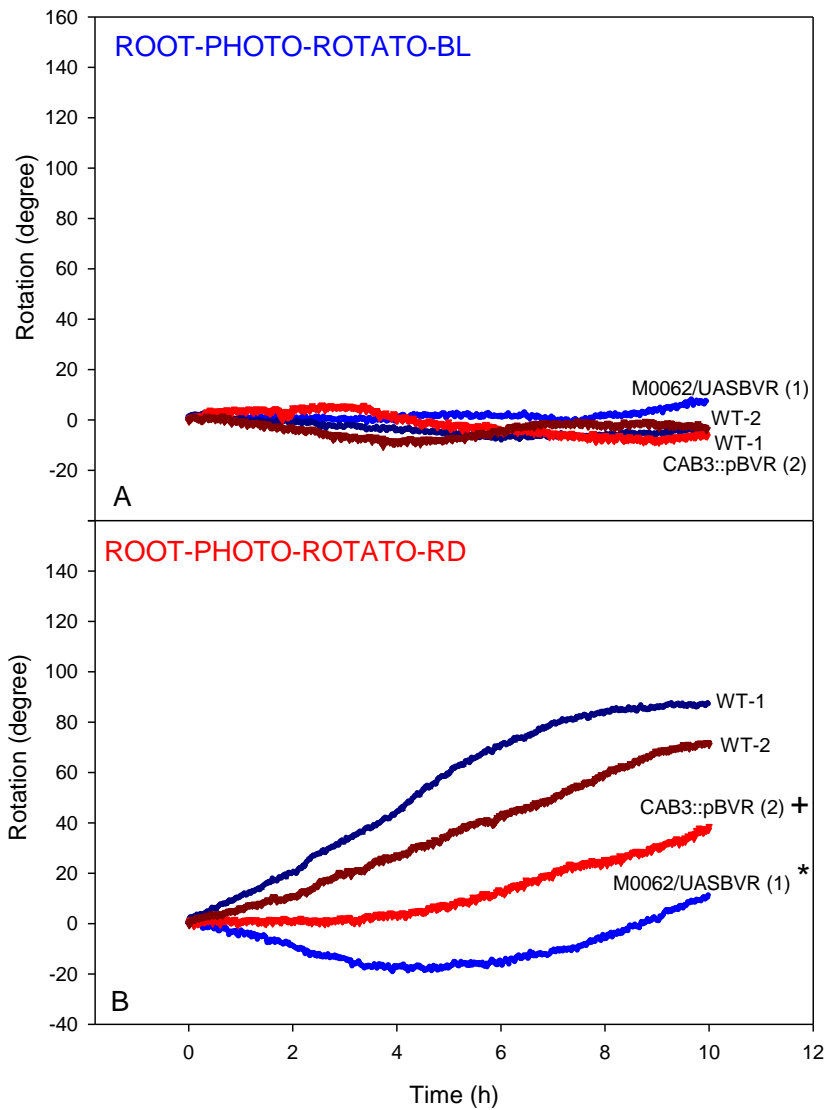 160
ROOT-PHOTO-ROTATO-BL
140
120
100
80
Rotation (degree)
60
40
20
M0062/UASBVR (1)
WT-2
0
WT-1
CAB3::pBVR (2)
-20
A
ROOT-PHOTO-ROTATO-RD
140
120
100
WT-1
80
WT-2
Rotation (degree)
60
CAB3::pBVR (2) +
40
M0062/UASBVR (1) *
20
0
-20
B
-40
0 2 4 6 8 10 12
Time (h)